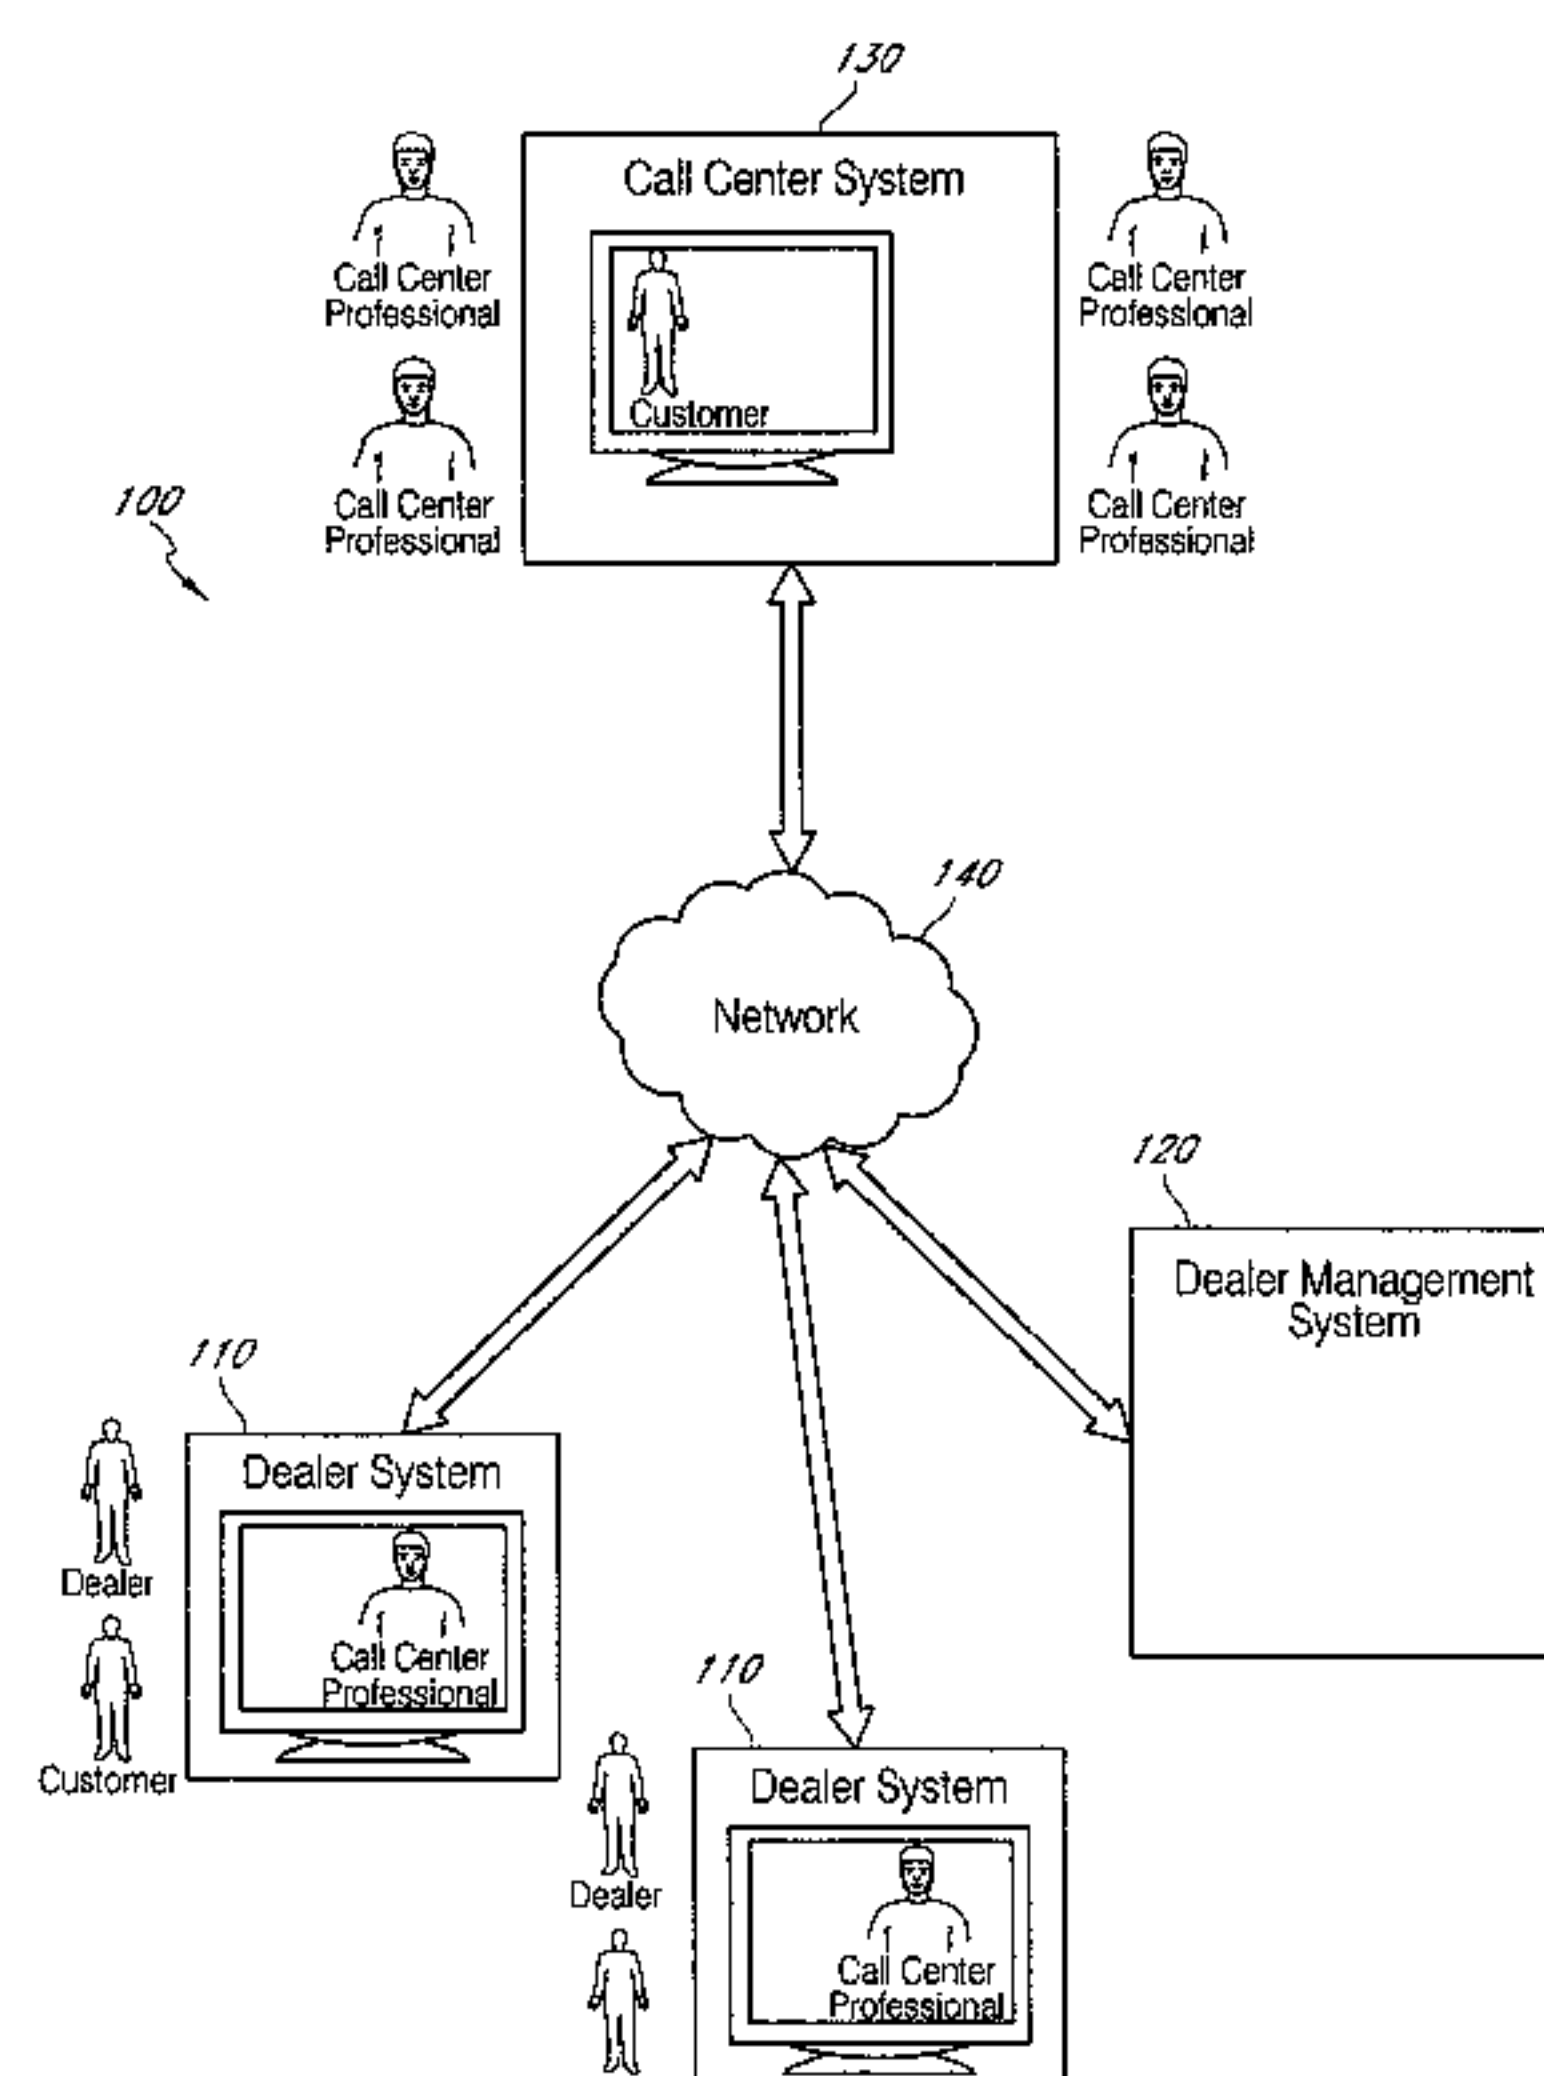 130
Call Center System
Call Center
Professional
Call Center
Professional
Customer
Call Center
Professional
Call Center
Professional
100
140
Network
120
Dealer Management
System
110
Dealer System
Dealer
Call Center
Professional
Customer
110
Dealer System
Dealer
Call Center
Professional